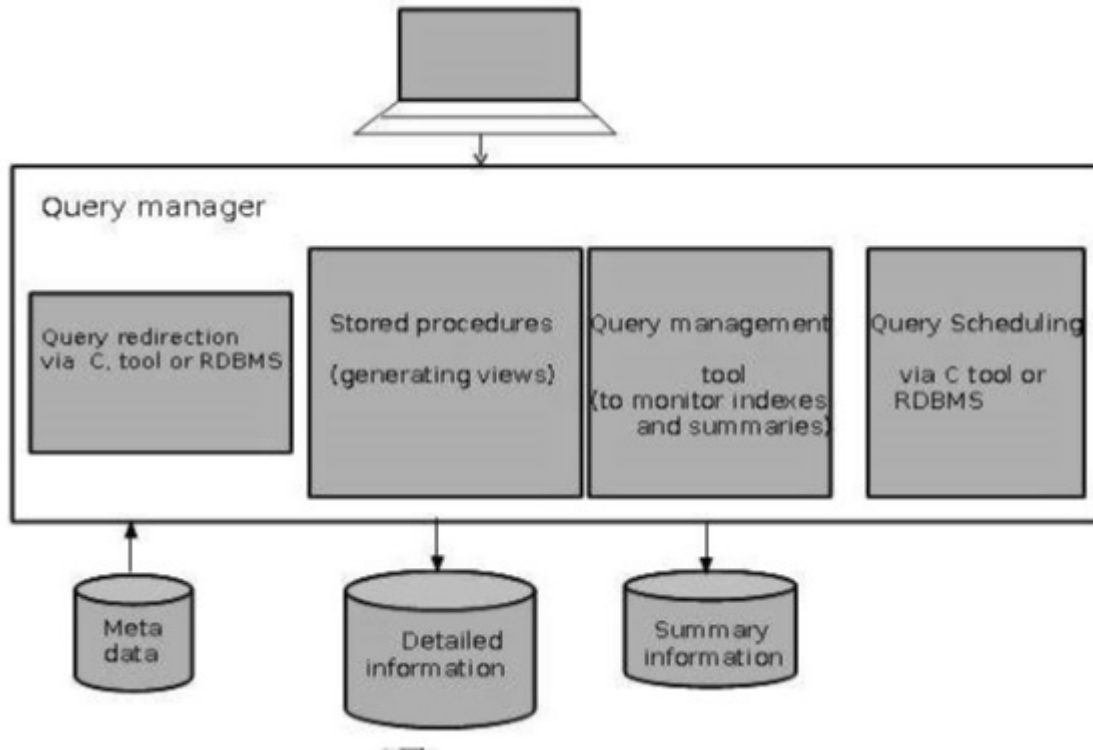 Query manager
Query redirection
via C, tool or RDBMS
Stored procedures
(generating views)
Query management
tool
(to monitor indexes
and summaries)
Query Scheduling
via C tool or
RDBMS
Meta
data
Detailed
information
Summary
information